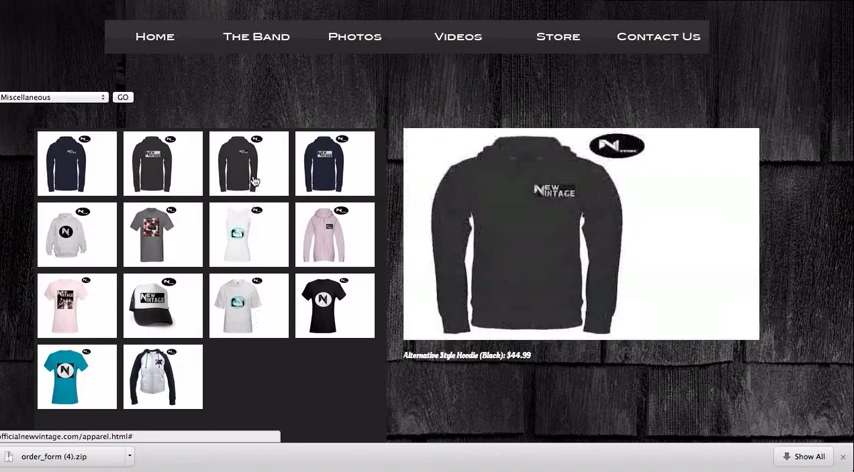 Home The Band Photos Videos Store Contact Us
Miscellaneous GO
NEW VINTAGE
Alternative Style Hoodie (Black): $44.99
officialnewvintage.com/apparel.html#
order_form (4).zip Show All